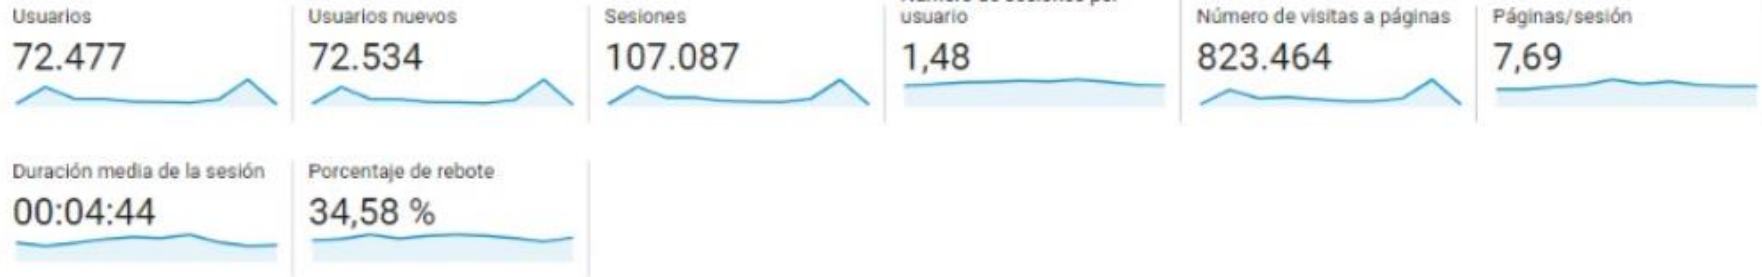 Usuarios
72.477
Usuarios nuevos
72.534
Sesiones
107.087
usuario
1,48
Número de visitas a páginas
823.464
Páginas/sesión
7,69
Duración media de la sesión
00:04:44
Porcentaje de rebote
34,58 %